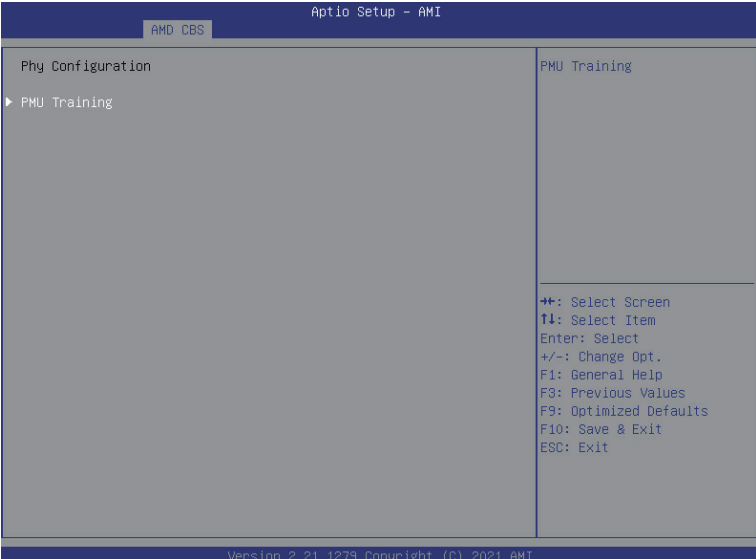 Aptio Setup – AMI
AMD CBS
Phy Configuration
PMU Training
PMU Training
→←: Select Screen
↑↓: Select Item
Enter: Select
+/-: Change Opt.
F1: General Help
F3: Previous Values
F9: Optimized Defaults
F10: Save & Exit
ESC: Exit
Version 2.21.1279 Copyright (C) 2021 AMI